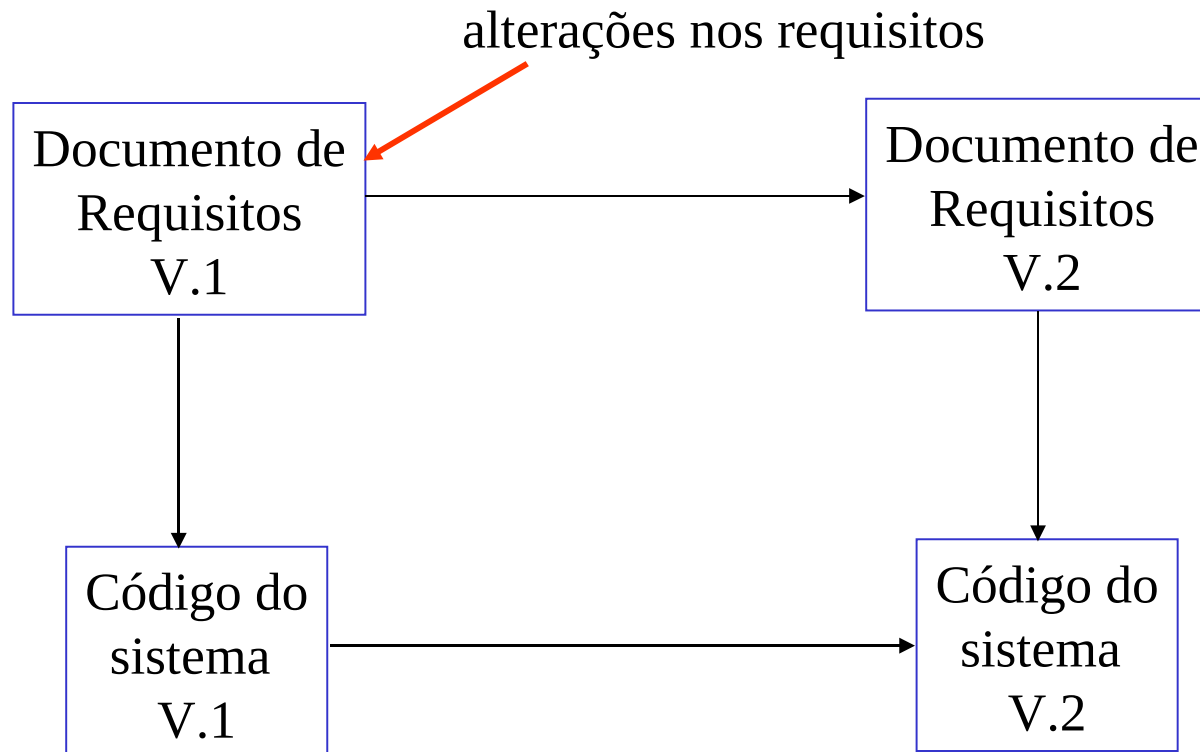 alterações nos requisitos
Documento de
Requisitos
V.1
Documento de
Requisitos
V.2
Código do
sistema
V.1
Código do
sistema
V.2